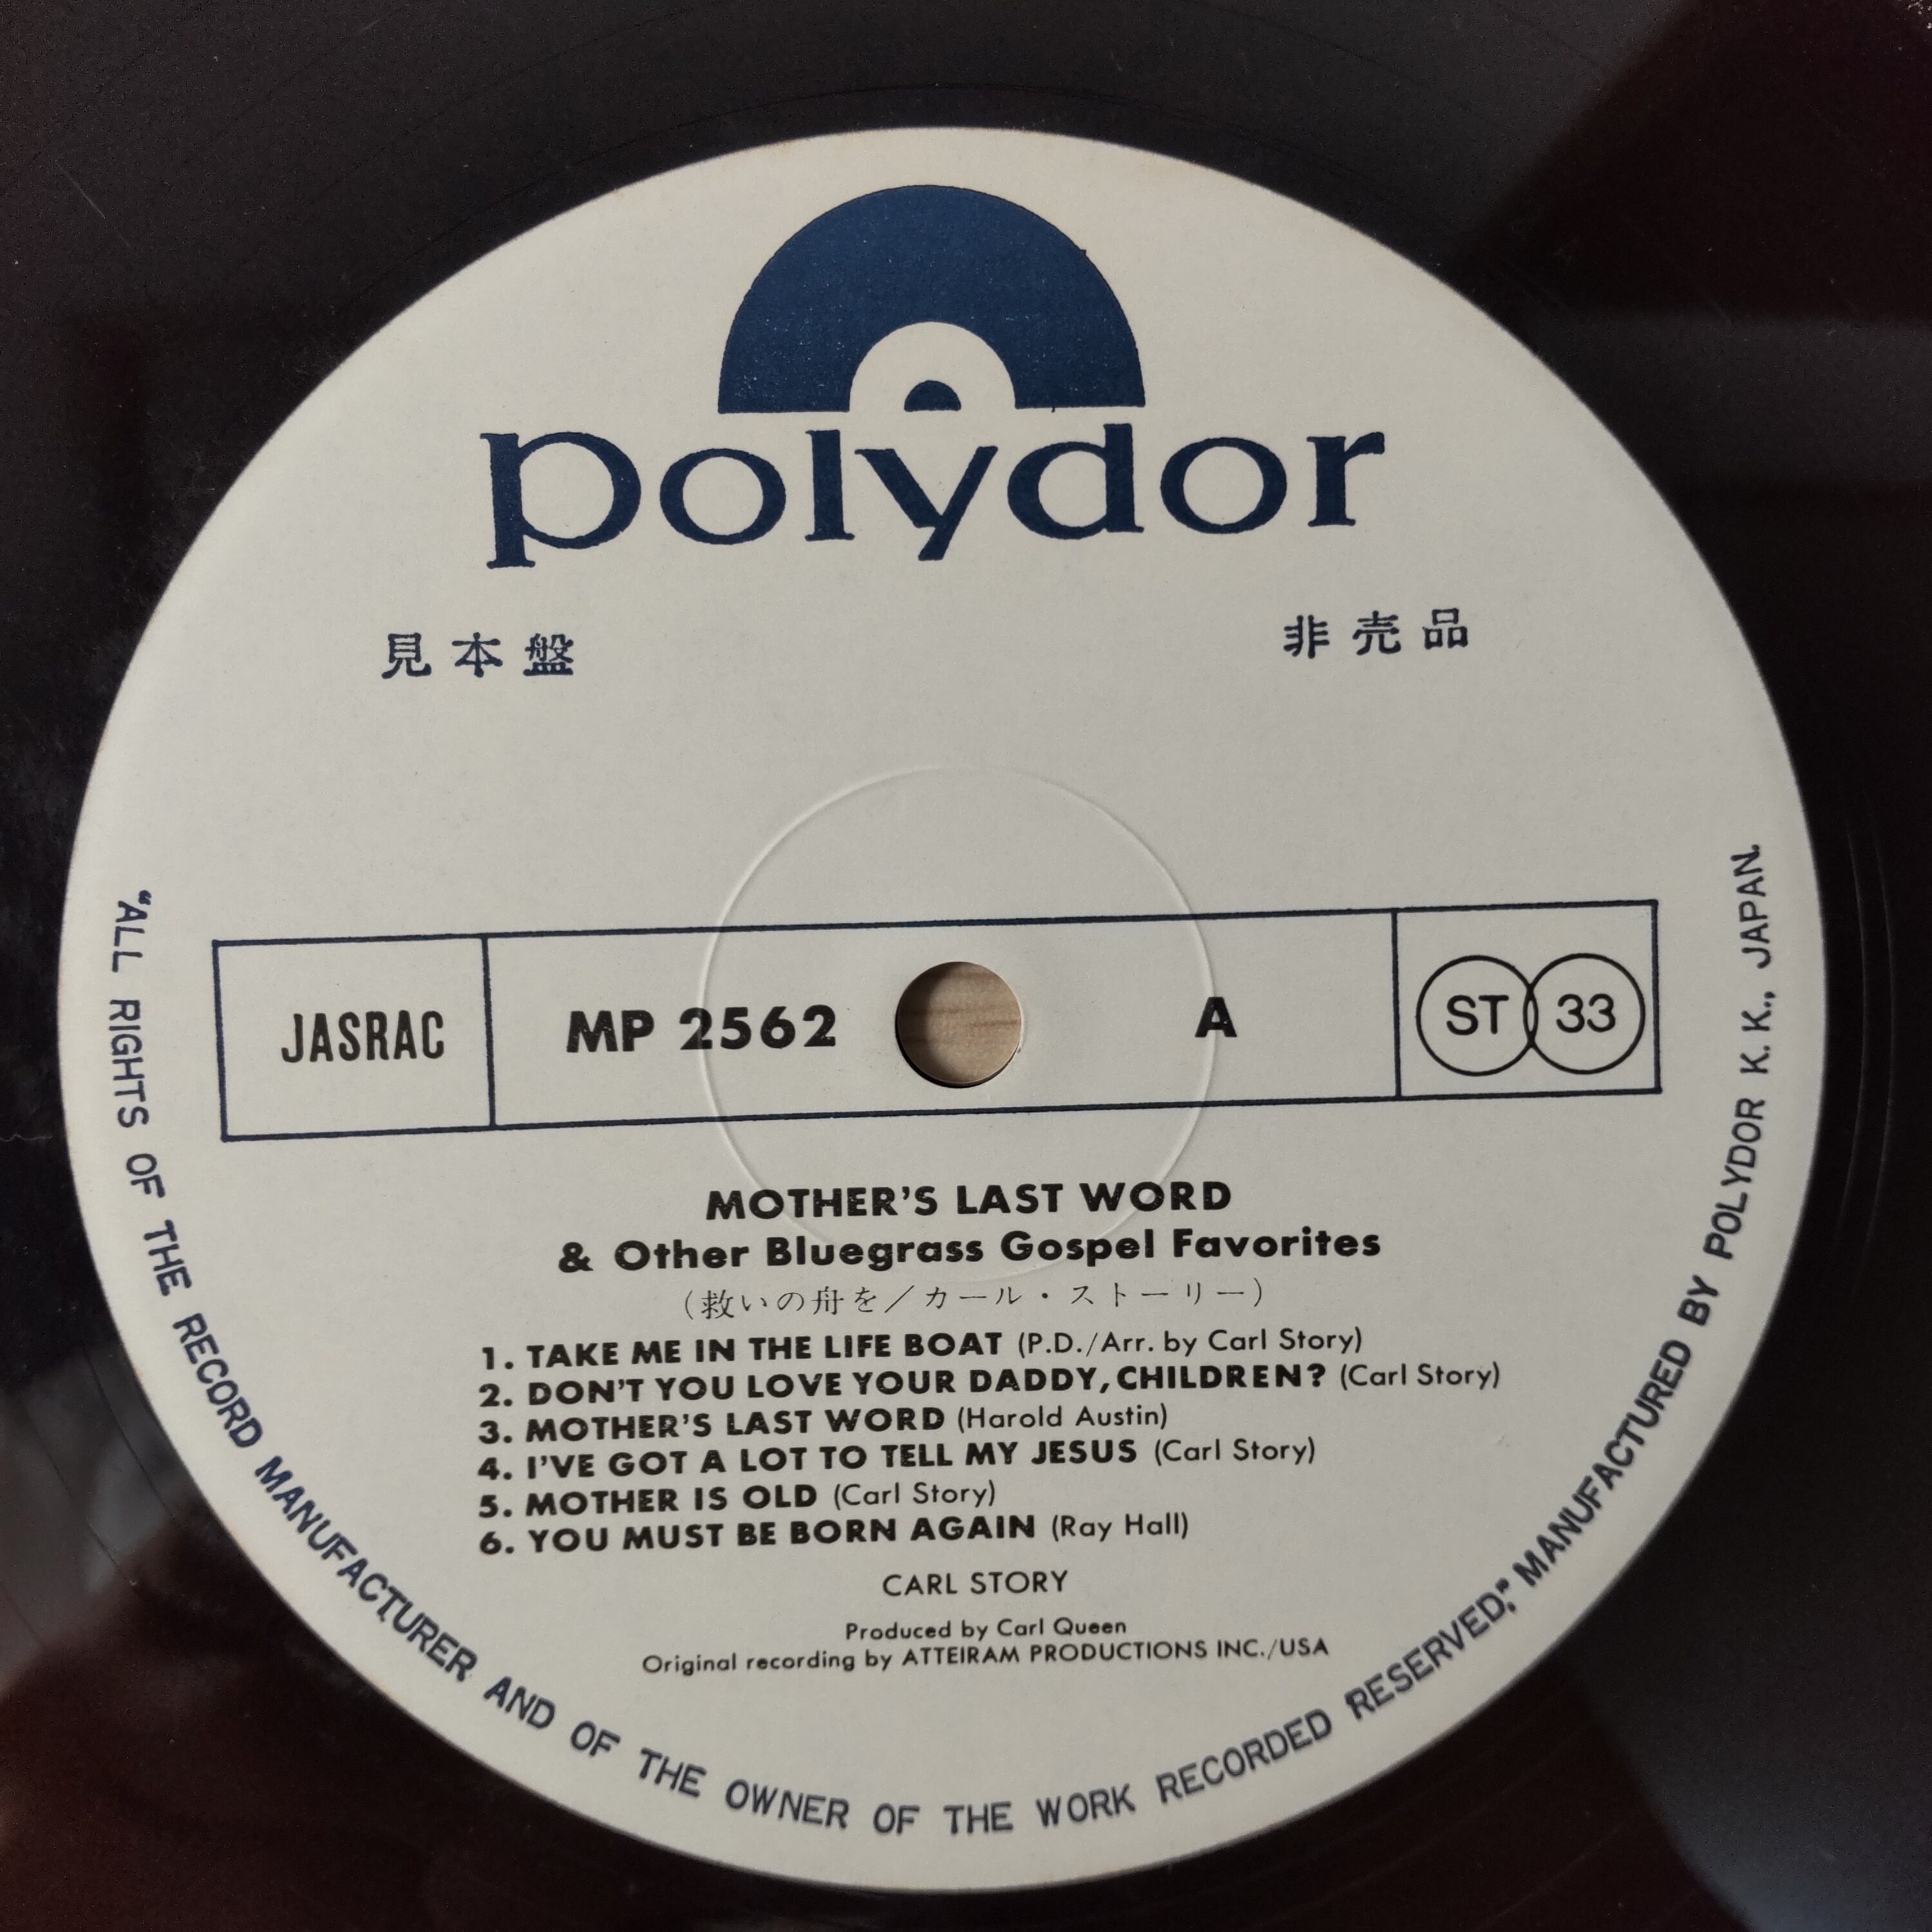 polydor
見本盤 非売品
JASRAC MP 2562 A ST 33
MOTHER'S LAST WORD
& Other Bluegrass Gospel Favorites
(救いの舟を/カール・ストーリー)
1. TAKE ME IN THE LIFE BOAT (P.D./Arr. by Carl Story)
2. DON'T YOU LOVE YOUR DADDY, CHILDREN? (Carl Story)
3. MOTHER'S LAST WORD (Harold Austin)
4. I'VE GOT A LOT TO TELL MY JESUS (Carl Story)
5. MOTHER IS OLD (Carl Story)
6. YOU MUST BE BORN AGAIN (Ray Hall)
CARL STORY
Produced by Carl Queen
Original recording by ATTEIRAM PRODUCTIONS INC./USA
"ALL RIGHTS OF THE RECORD MANUFACTURER AND OF THE OWNER OF THE WORK RECORDED RESERVED;" MANUFACTURED BY POLYDOR K.K., JAPAN.